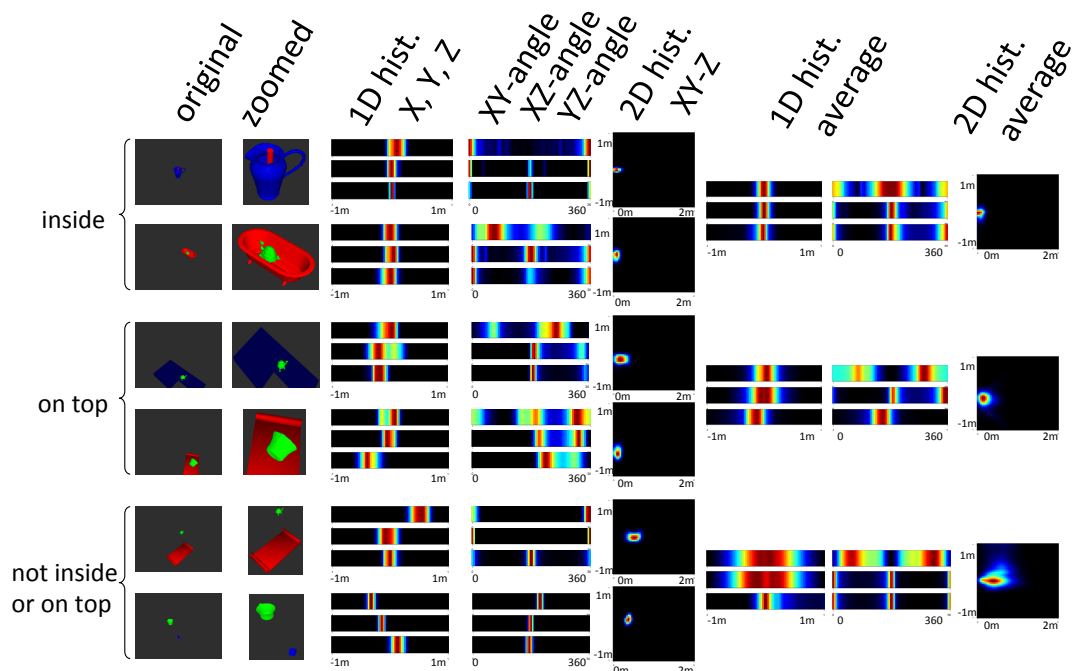 original
zoomed
1D hist.
X, Y, Z
XY-angle
XZ-angle
YZ-angle
2D hist.
XY-Z
1D hist.
average
2D hist.
average
inside
1m
-1m
-1m 1m 0 360 0m 2m
1m
-1m
-1m 1m 0 360 0m 2m
1m
-1m
-1m 1m 0 360 0m 2m
on top
1m
-1m
-1m 1m 0 360 0m 2m
1m
-1m
-1m 1m 0 360 0m 2m
1m
-1m
-1m 1m 0 360 0m 2m
not inside
or on top
1m
-1m
-1m 1m 0 360 0m 2m
1m
-1m
-1m 1m 0 360 0m 2m
1m
-1m
-1m 1m 0 360 0m 2m